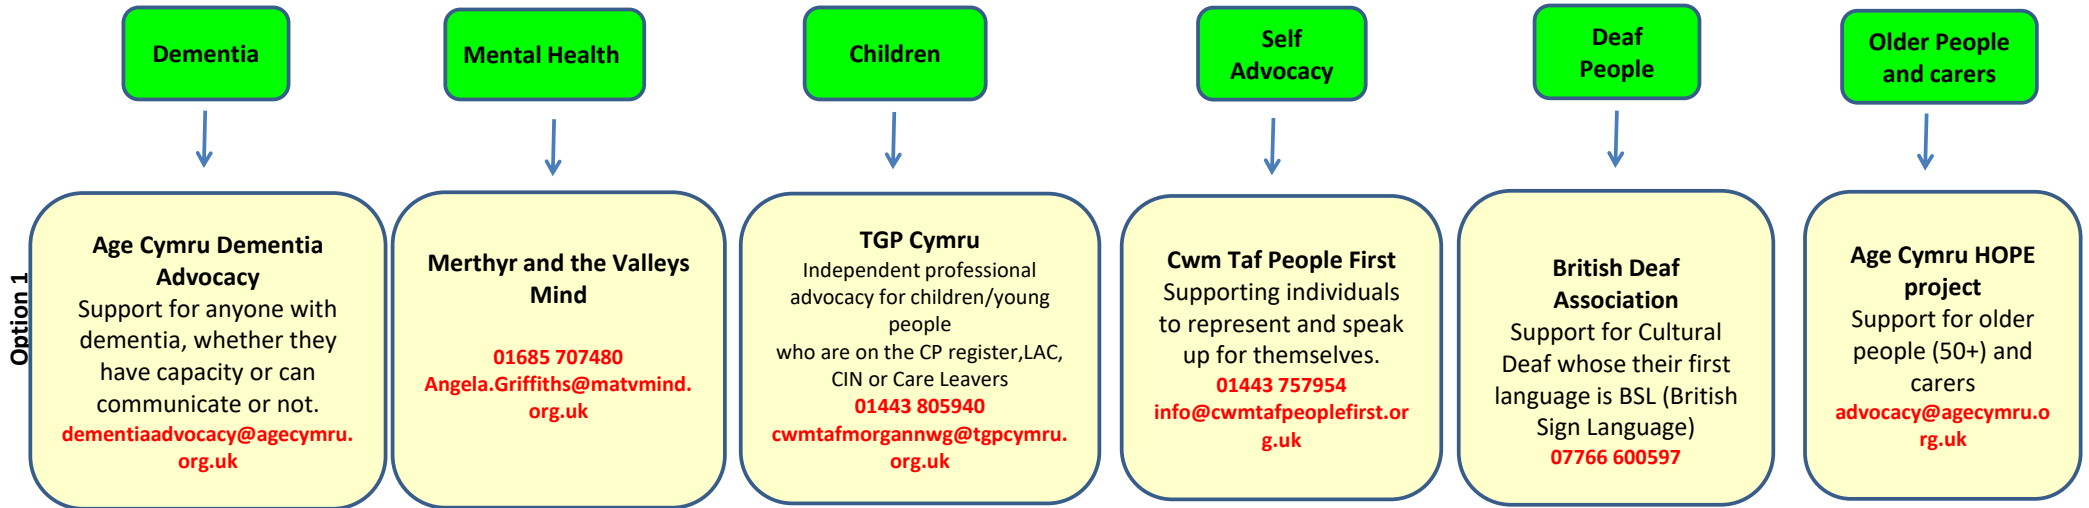 Dementia
Mental Health
Children
Self
Advocacy
Deaf
People
Older People
and carers
Option 1
Age Cymru Dementia
Advocacy
Support for anyone with
dementia, whether they
have capacity or can
communicate or not.
dementiaadvocacy@agecymru.
org.uk
Merthyr and the Valleys
Mind
01685 707480
Angela.Griffiths@matvmind.
org.uk
TGP Cymru
Independent professional
advocacy for children/young
people
who are on the CP register,LAC,
CIN or Care Leavers
01443 805940
cwmtafmorgannwg@tgpcymru.
org.uk
Cwm Taf People First
Supporting individuals
to represent and speak
up for themselves.
01443 757954
info@cwmtafpeoplefirst.or
g.uk
British Deaf
Association
Support for Cultural
Deaf whose their first
language is BSL (British
Sign Language)
07766 600597
Age Cymru HOPE
project
Support for older
people (50+) and
carers
advocacy@agecymru.o
rg.uk